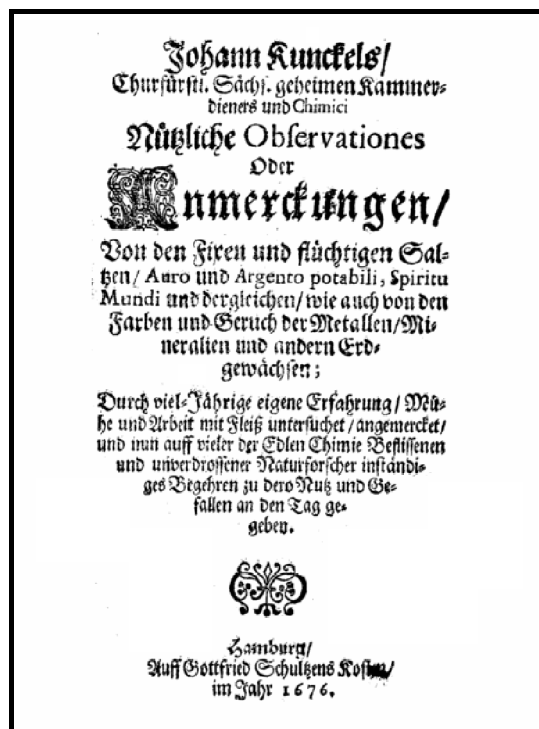 Johann Kunckels/
Churfürstl. Sächs. geheimen Kammer-
dieners und Chimici
Nützliche Observationes
Oder
Anmerckungen/
Von den Fixen und flüchtigen Sal-
tzen/ Auro und Argento potabili, Spiritu
Mundi und dergleichen/ wie auch von den
Farben und Geruch der Metallen/ Mi-
neralien und andern Erd-
gewächsen;
Durch viel-Jährige eigene Erfahrung/ Mü-
he und Arbeit mit Fleiß untersuchet/ angemercket/
und nun auff vieler der Edlen Chimie Beflissenen
und unverdrossener Naturforscher inständi-
ges Begehren zu dero Nutz und Ge-
fallen an den Tag ge-
geben.
Hamburg/
Auff Gottfried Schultzens Kosten/
im Jahr 1676.